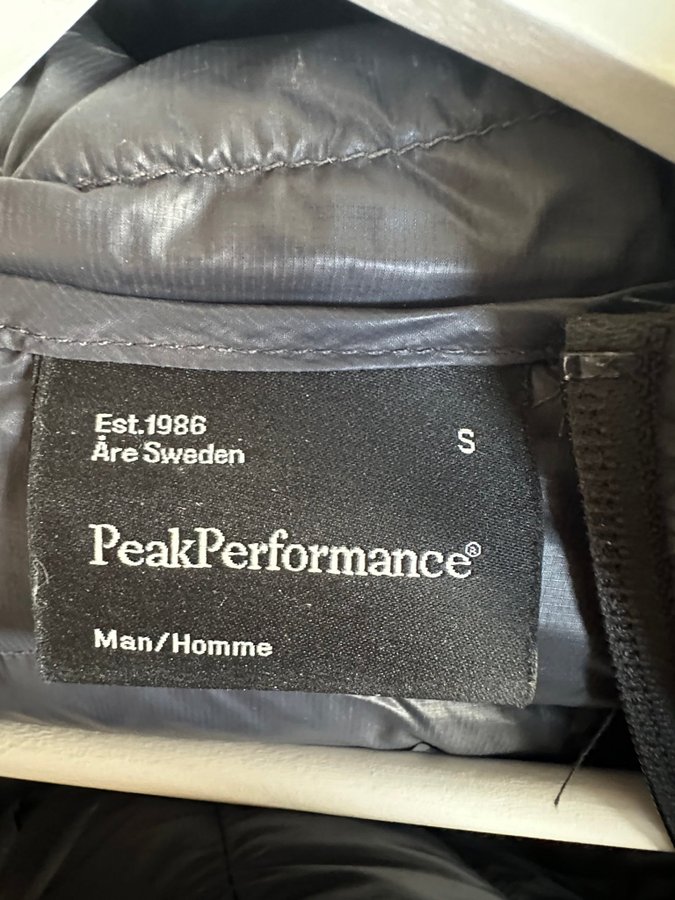 Est.1986
Åre Sweden
S
PeakPerformance®
Man/Homme